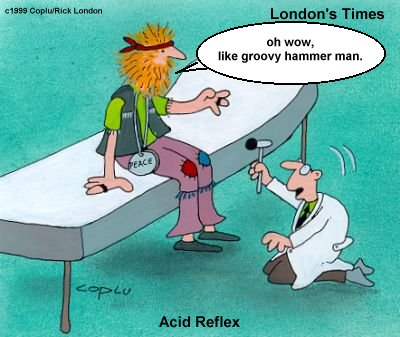 c1999 Coplu/Rick London
London's Times
oh wow,
like groovy hammer man.
PEACE
COPLU
Acid Reflex